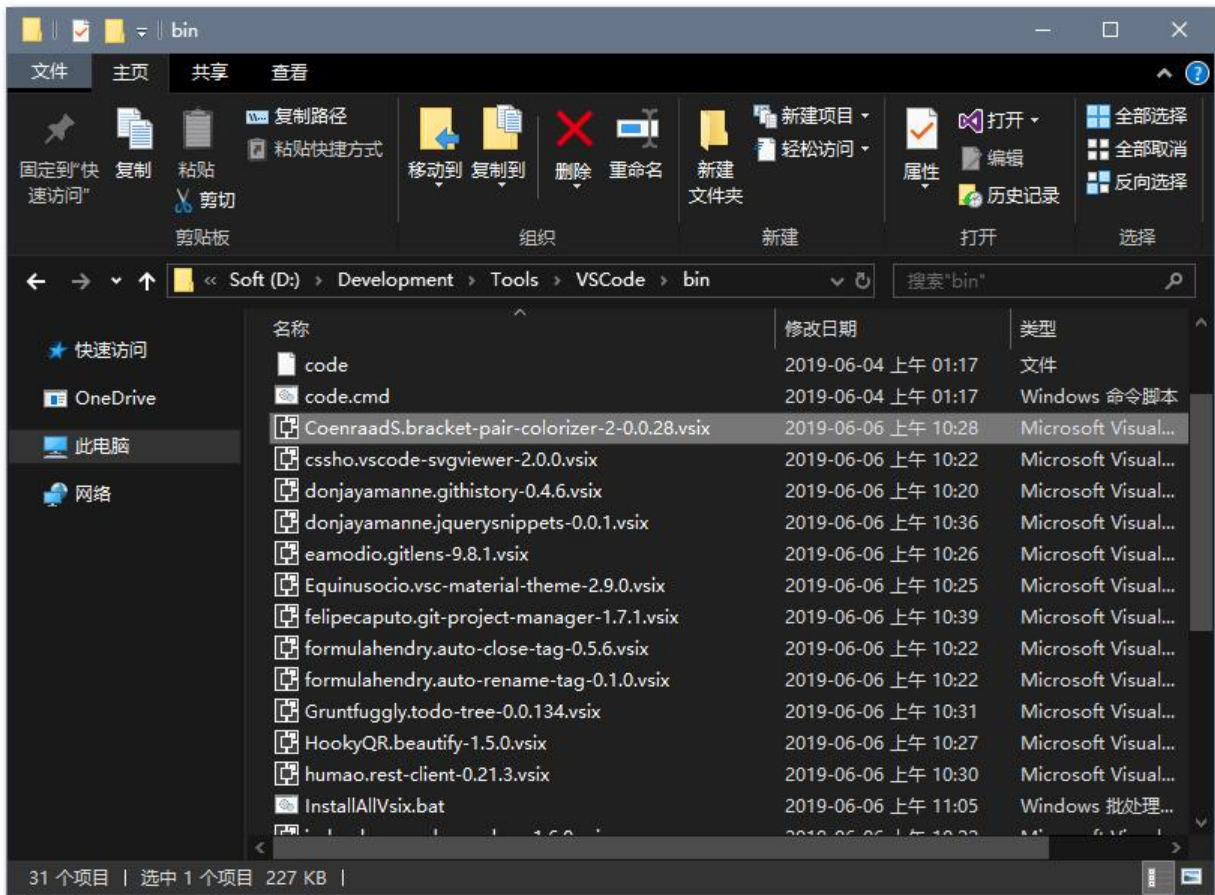 bin
文件 主页 共享 查看
固定到"快速访问"
复制
粘贴
复制路径
粘贴快捷方式
剪切
剪贴板
移动到 复制到 删除 重命名
组织
新建文件夹
新建项目
轻松访问
新建
属性
打开
编辑
历史记录
打开
全部选择
全部取消
反向选择
选择
« Soft (D:) › Development › Tools › VSCode › bin
搜索"bin"
快速访问
OneDrive
此电脑
网络
名称 修改日期 类型
code 2019-06-04 上午 01:17 文件
code.cmd 2019-06-04 上午 01:17 Windows 命令脚本
CoenraadS.bracket-pair-colorizer-2-0.0.28.vsix 2019-06-06 上午 10:28 Microsoft Visual...
cssho.vscode-svgviewer-2.0.0.vsix 2019-06-06 上午 10:22 Microsoft Visual...
donjayamanne.githistory-0.4.6.vsix 2019-06-06 上午 10:20 Microsoft Visual...
donjayamanne.jquerysnippets-0.0.1.vsix 2019-06-06 上午 10:36 Microsoft Visual...
eamodio.gitlens-9.8.1.vsix 2019-06-06 上午 10:26 Microsoft Visual...
Equinusocio.vsc-material-theme-2.9.0.vsix 2019-06-06 上午 10:25 Microsoft Visual...
felipecaputo.git-project-manager-1.7.1.vsix 2019-06-06 上午 10:39 Microsoft Visual...
formulahendry.auto-close-tag-0.5.6.vsix 2019-06-06 上午 10:22 Microsoft Visual...
formulahendry.auto-rename-tag-0.1.0.vsix 2019-06-06 上午 10:22 Microsoft Visual...
Gruntfuggly.todo-tree-0.0.134.vsix 2019-06-06 上午 10:31 Microsoft Visual...
HookyQR.beautify-1.5.0.vsix 2019-06-06 上午 10:27 Microsoft Visual...
humao.rest-client-0.21.3.vsix 2019-06-06 上午 10:30 Microsoft Visual...
InstallAllVsix.bat 2019-06-06 上午 11:05 Windows 批处理...
31 个项目 | 选中 1 个项目 227 KB |